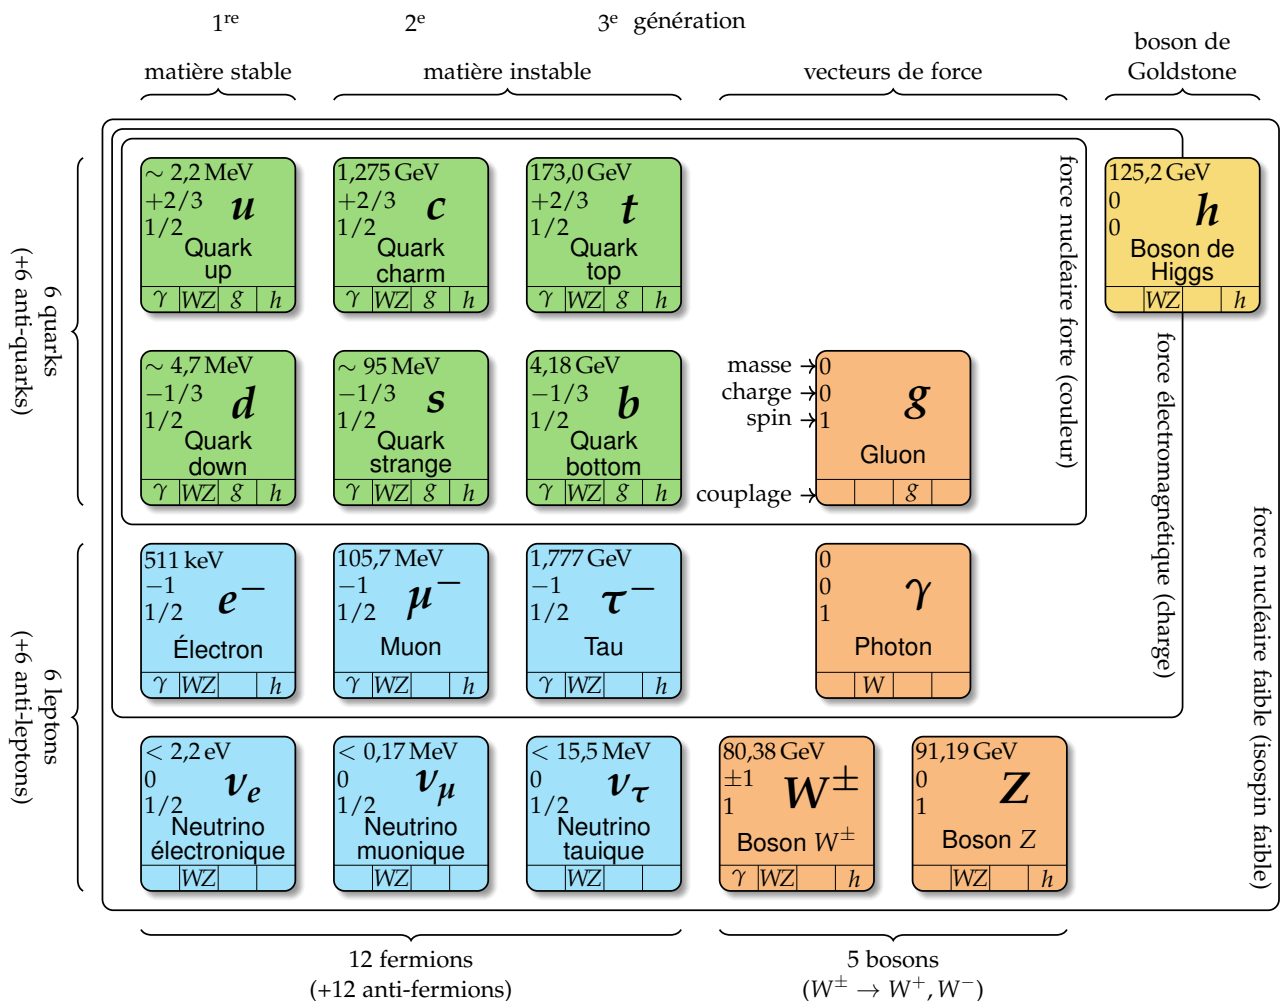 1re 2e 3e génération
matière stable
matière instable
vecteurs de force
boson de
Goldstone
6 quarks
(+6 anti-quarks)
6 leptons
(+6 anti-leptons)
∼ 2,2 MeV
+2/3
1/2
u
Quark
up
γ WZ g h
1,275 GeV
+2/3
1/2
c
Quark
charm
γ WZ g h
173,0 GeV
+2/3
1/2
t
Quark
top
γ WZ g h
125,2 GeV
0
0
h
Boson de
Higgs
WZ h
∼ 4,7 MeV
−1/3
1/2
d
Quark
down
γ WZ g h
∼ 95 MeV
−1/3
1/2
s
Quark
strange
γ WZ g h
4,18 GeV
−1/3
1/2
b
Quark
bottom
γ WZ g h
masse
charge
spin
couplage
0
0
1
g
Gluon
g
force nucléaire forte (couleur)
force électromagnétique (charge)
force nucléaire faible (isospin faible)
511 keV
−1
1/2
e−
Électron
γ WZ h
105,7 MeV
−1
1/2
μ−
Muon
γ WZ h
1,777 GeV
−1
1/2
τ−
Tau
γ WZ h
0
0
1
γ
Photon
W
< 2,2 eV
0
1/2
νe
Neutrino
électronique
WZ
< 0,17 MeV
0
1/2
νμ
Neutrino
muonique
WZ
< 15,5 MeV
0
1/2
ντ
Neutrino
tauique
WZ
80,38 GeV
±1
1
W±
Boson W±
γ WZ h
91,19 GeV
0
1
Z
Boson Z
WZ h
12 fermions
(+12 anti-fermions)
5 bosons
(W± → W+, W−)